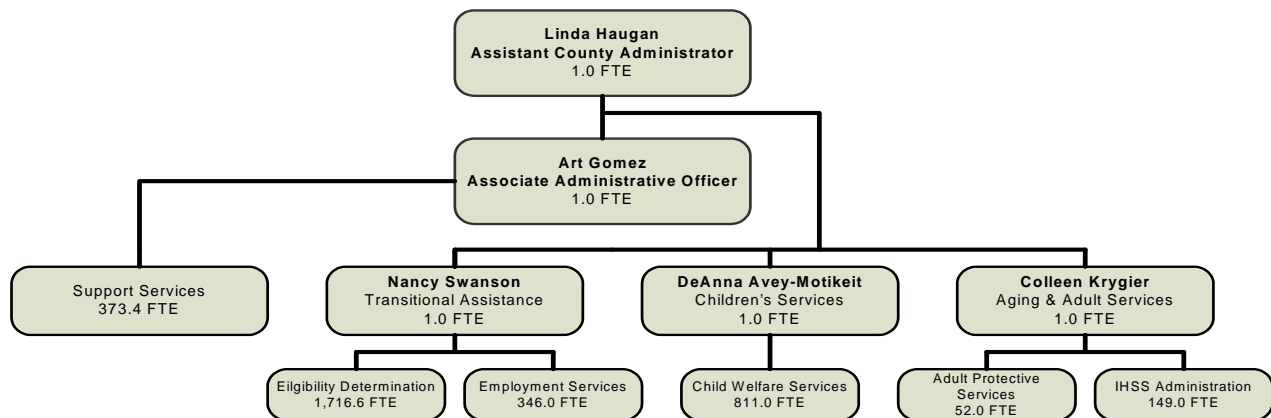 Linda Haugan
Assistant County Administrator
1.0 FTE
Art Gomez
Associate Administrative Officer
1.0 FTE
Support Services
373.4 FTE
Nancy Swanson
Transitional Assistance
1.0 FTE
DeAnna Avey-Motikeit
Children's Services
1.0 FTE
Colleen Krygier
Aging & Adult Services
1.0 FTE
Eilgibility Determination
1,716.6 FTE
Employment Services
346.0 FTE
Child Welfare Services
811.0 FTE
Adult Protective
Services
52.0 FTE
IHSS Administration
149.0 FTE